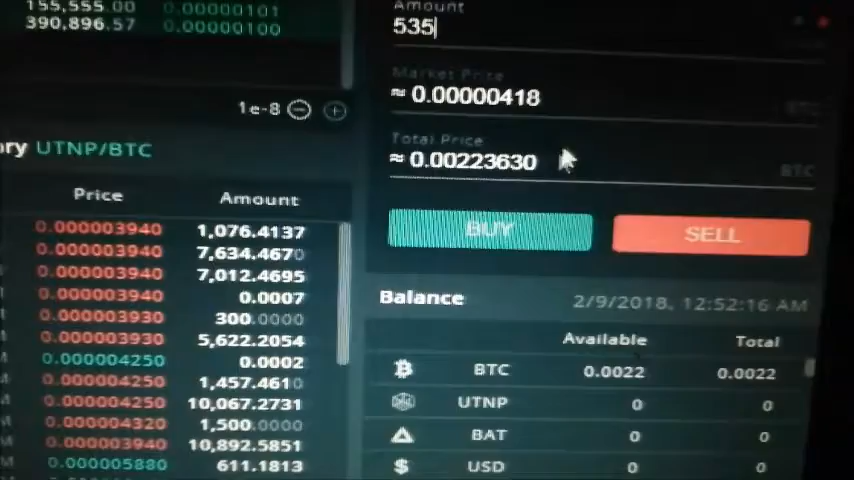 155,555.00 0.00000101
390,896.57 0.00000100
1e-8
ory UTNP/BTC
Price Amount
0.000003940 1,076.4137
0.000003940 7,634.4670
0.000003940 7,012.4695
0.000003940 0.0007
0.000003930 300.0000
0.000003930 5,622.2054
0.000004250 0.0002
0.000004250 1,457.4610
0.000004250 10,067.2731
0.000004320 1,500.0000
0.000003940 10,892.5851
0.000005880 611.1813
Amount
535
Market Price
≈ 0.00000418
BTC
Total Price
≈ 0.00223630
BTC
BUY SELL
Balance 2/9/2018, 12:52:16 AM
Available Total
BTC 0.0022 0.0022
UTNP 0 0
BAT 0 0
USD 0 0